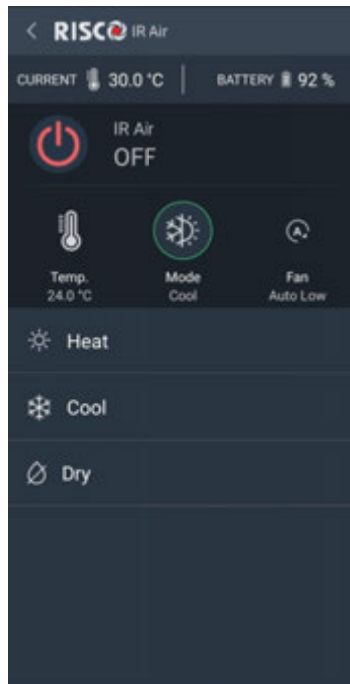 RISCO IR Air
CURRENT 30.0 °C BATTERY 92 %
IR Air
OFF
Temp. Mode Fan
24.0 °C Cool Auto Low
Heat
Cool
Dry